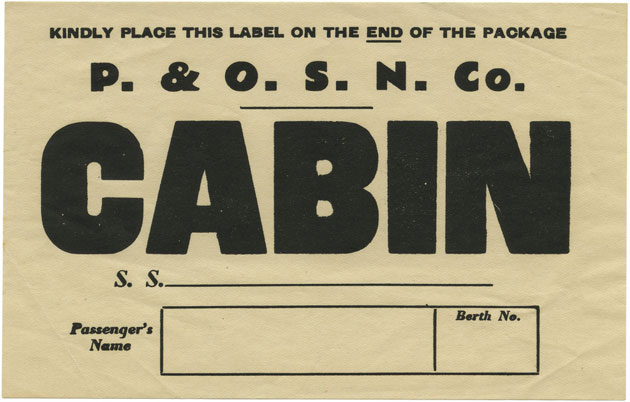 KINDLY PLACE THIS LABEL ON THE END OF THE PACKAGE
P. & O. S. N. Co.
CABIN
S. S.
Passenger's
Name
Berth No.